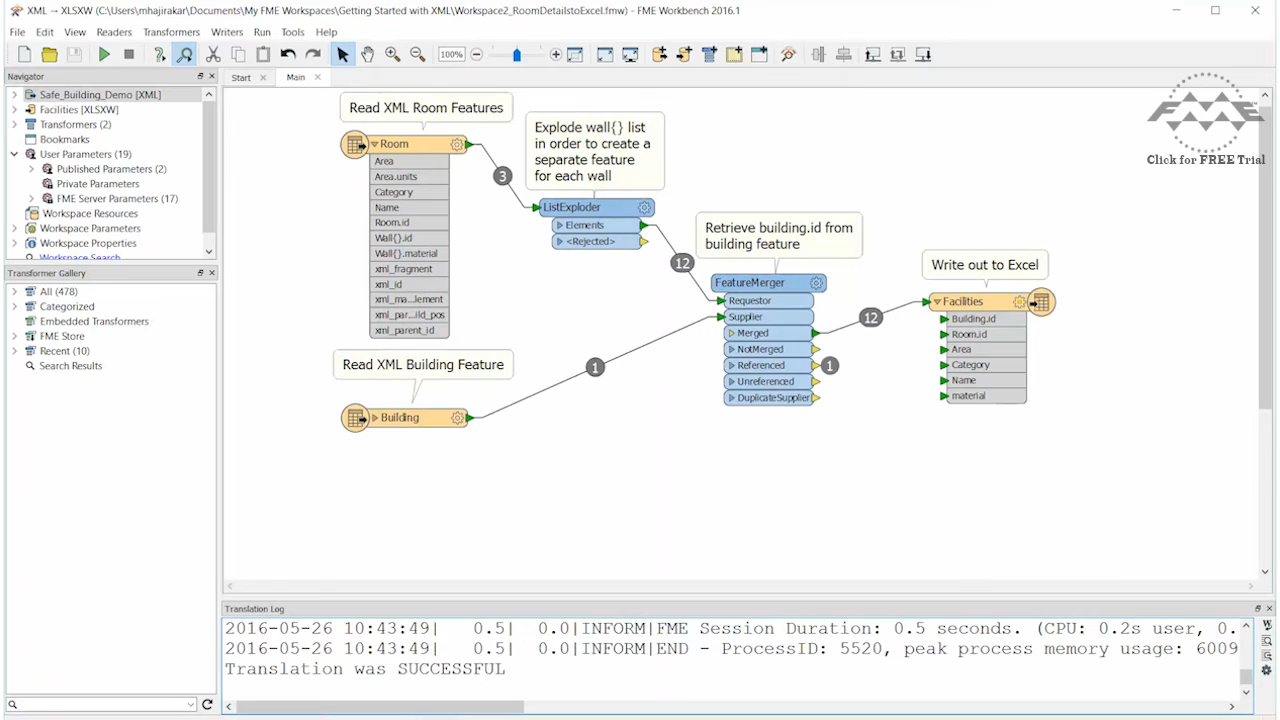 XML → XLSXW (C:\Users\mhajirakar\Documents\My FME Workspaces\Getting Started with XML\Workspace2_RoomDetailstoExcel.fmw) - FME Workbench 2016.1
File Edit View Readers Transformers Writers Run Tools Help
100%
Navigator
Safe_Building_Demo [XML]
Facilities [XLSXW]
Transformers (2)
Bookmarks
User Parameters (19)
Published Parameters (2)
Private Parameters
FME Server Parameters (17)
Workspace Resources
Workspace Parameters
Workspace Properties
Workspace Search
Transformer Gallery
All (478)
Categorized
Embedded Transformers
FME Store
Recent (10)
Search Results
Start
Main
Read XML Room Features
Room
Area
Area.units
Category
Name
Room.id
Wall{}.id
Wall{}.material
xml_fragment
xml_id
xml_ma...lement
xml_par...ild_pos
xml_parent_id
3
Explode wall{} list
in order to create a
separate feature
for each wall
ListExploder
Elements
<Rejected>
12
Read XML Building Feature
Building
1
Retrieve building.id from
building feature
FeatureMerger
Requestor
Supplier
Merged
NotMerged
Referenced
Unreferenced
DuplicateSupplier
1
12
Write out to Excel
Facilities
Building.id
Room.id
Area
Category
Name
material
FME
Click for FREE Trial
Translation Log
2016-05-26 10:43:49| 0.5| 0.0|INFORM|FME Session Duration: 0.5 seconds. (CPU: 0.2s user, 0.
2016-05-26 10:43:49| 0.5| 0.0|INFORM|END - ProcessID: 5520, peak process memory usage: 6009
Translation was SUCCESSFUL